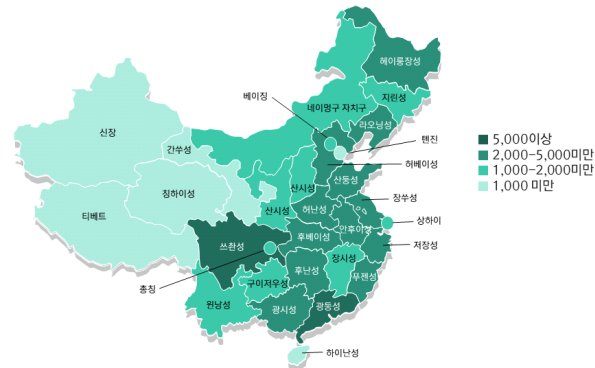 헤이룽장성
지린성
네이멍구 자치구
베이징
랴오닝성
신장
톈진
간쑤성
허베이성
산둥성
칭하이성
산시성
장쑤성
티베트
산시성
허난성
상하이
안후이성
후베이성
저장성
쓰촨성
장시성
후난성
푸젠성
충칭
구이저우성
윈난성
광시성
광둥성
하이난성
5,000이상
2,000-5,000미만
1,000-2,000미만
1,000 미만